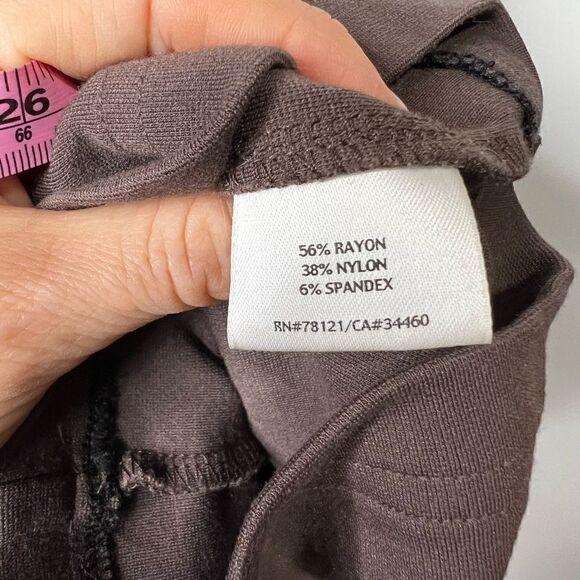 26
66
56% RAYON
38% NYLON
6% SPANDEX
RN#78121/CA#34460